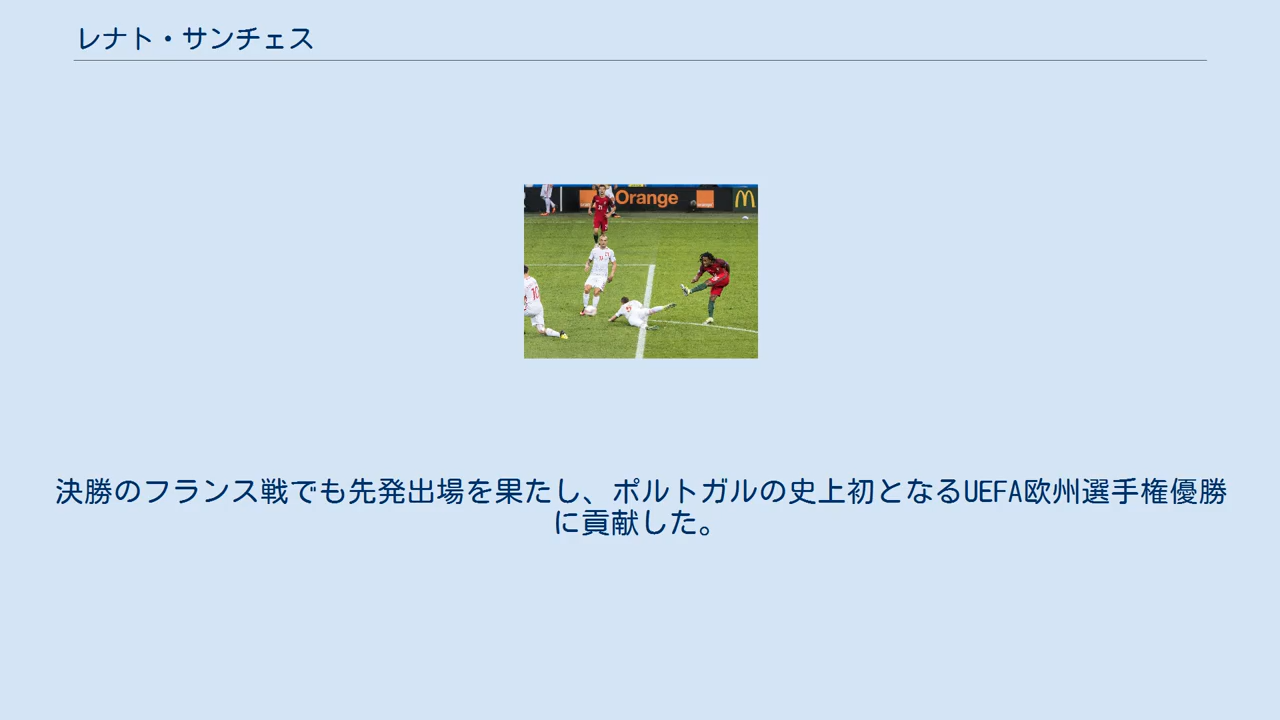 レナト・サンチェス
Orange
決勝のフランス戦でも先発出場を果たし、ポルトガルの史上初となるUEFA欧州選手権優勝
に貢献した。